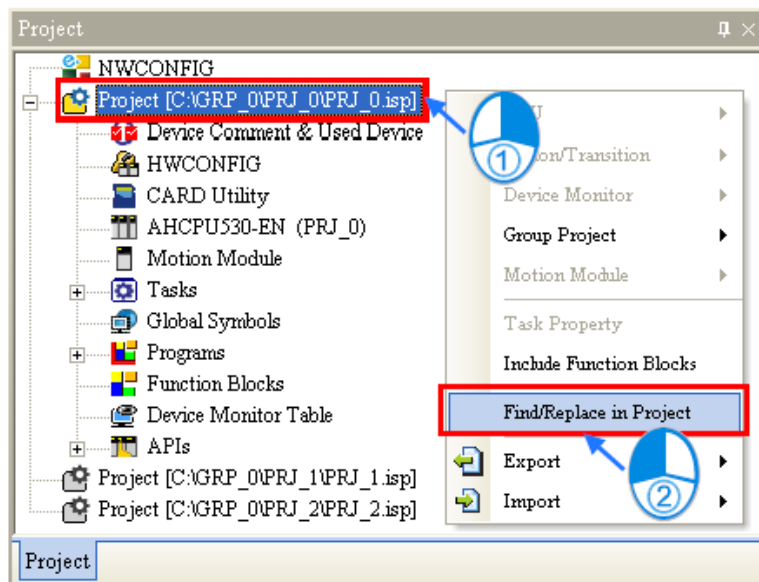 Project
NWCONFIG
Project [C:\GRP_0\PRJ_0\PRJ_0.isp]
Device Comment & Used Device
HWCONFIG
CARD Utility
AHCPU530-EN (PRJ_0)
Motion Module
Tasks
Global Symbols
Programs
Function Blocks
Device Monitor Table
APIs
Project [C:\GRP_0\PRJ_1\PRJ_1.isp]
Project [C:\GRP_0\PRJ_2\PRJ_2.isp]
Project
1
/Transition
Device Monitor
Group Project
Motion Module
Task Property
Include Function Blocks
Find/Replace in Project
Export
Import
2